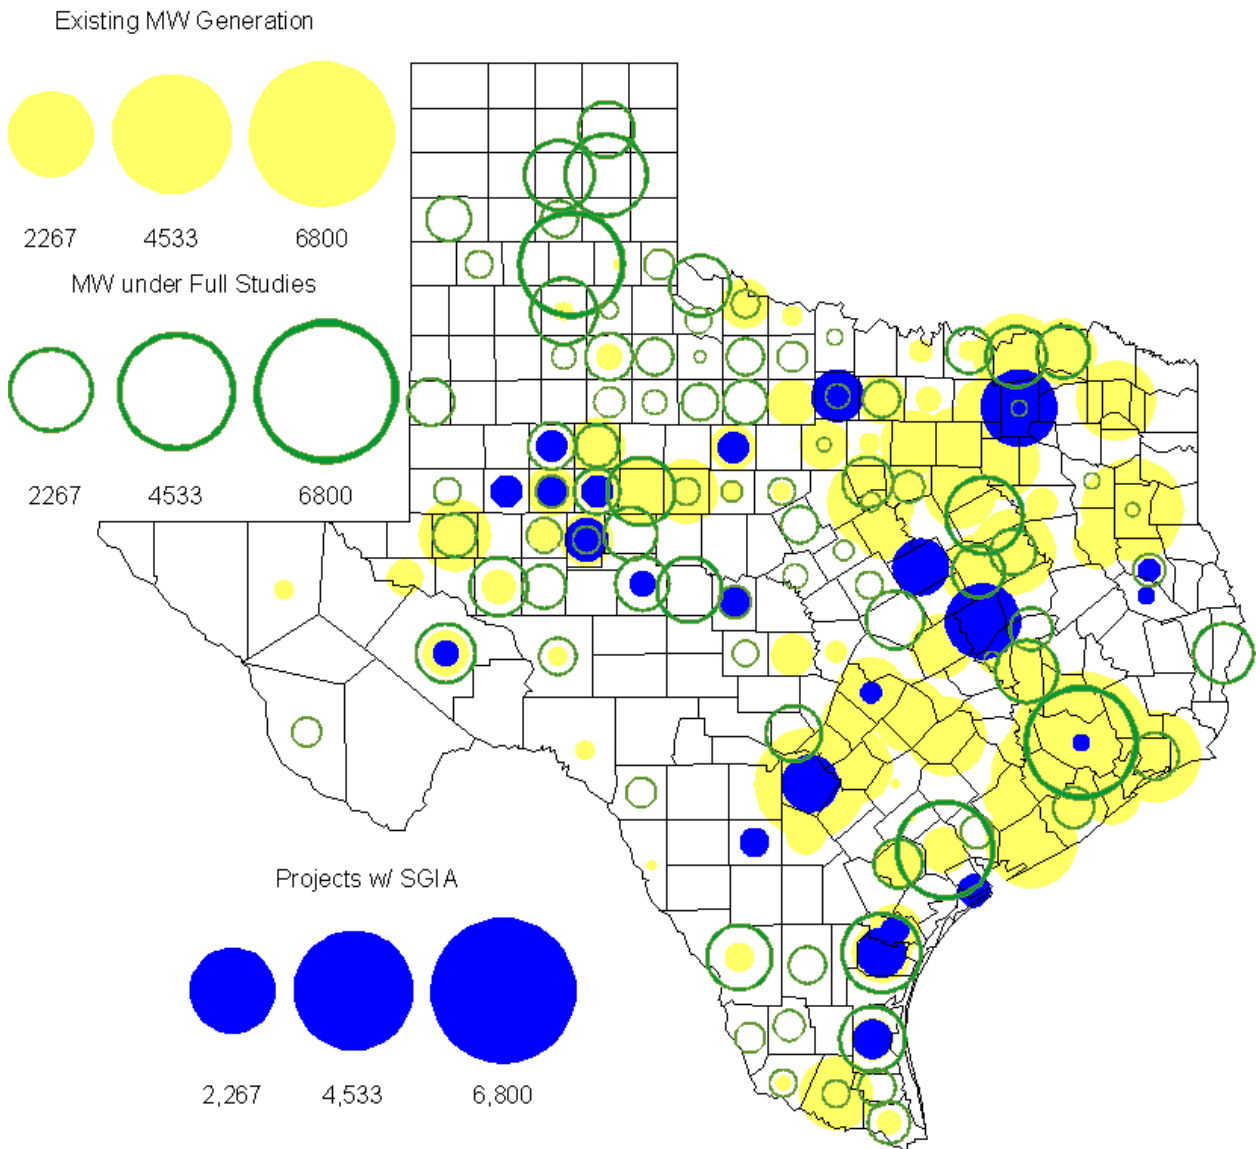 Existing MW Generation
2267 4533 6800
MW under Full Studies
2267 4533 6800
Projects w/ SGIA
2,267 4,533 6,800